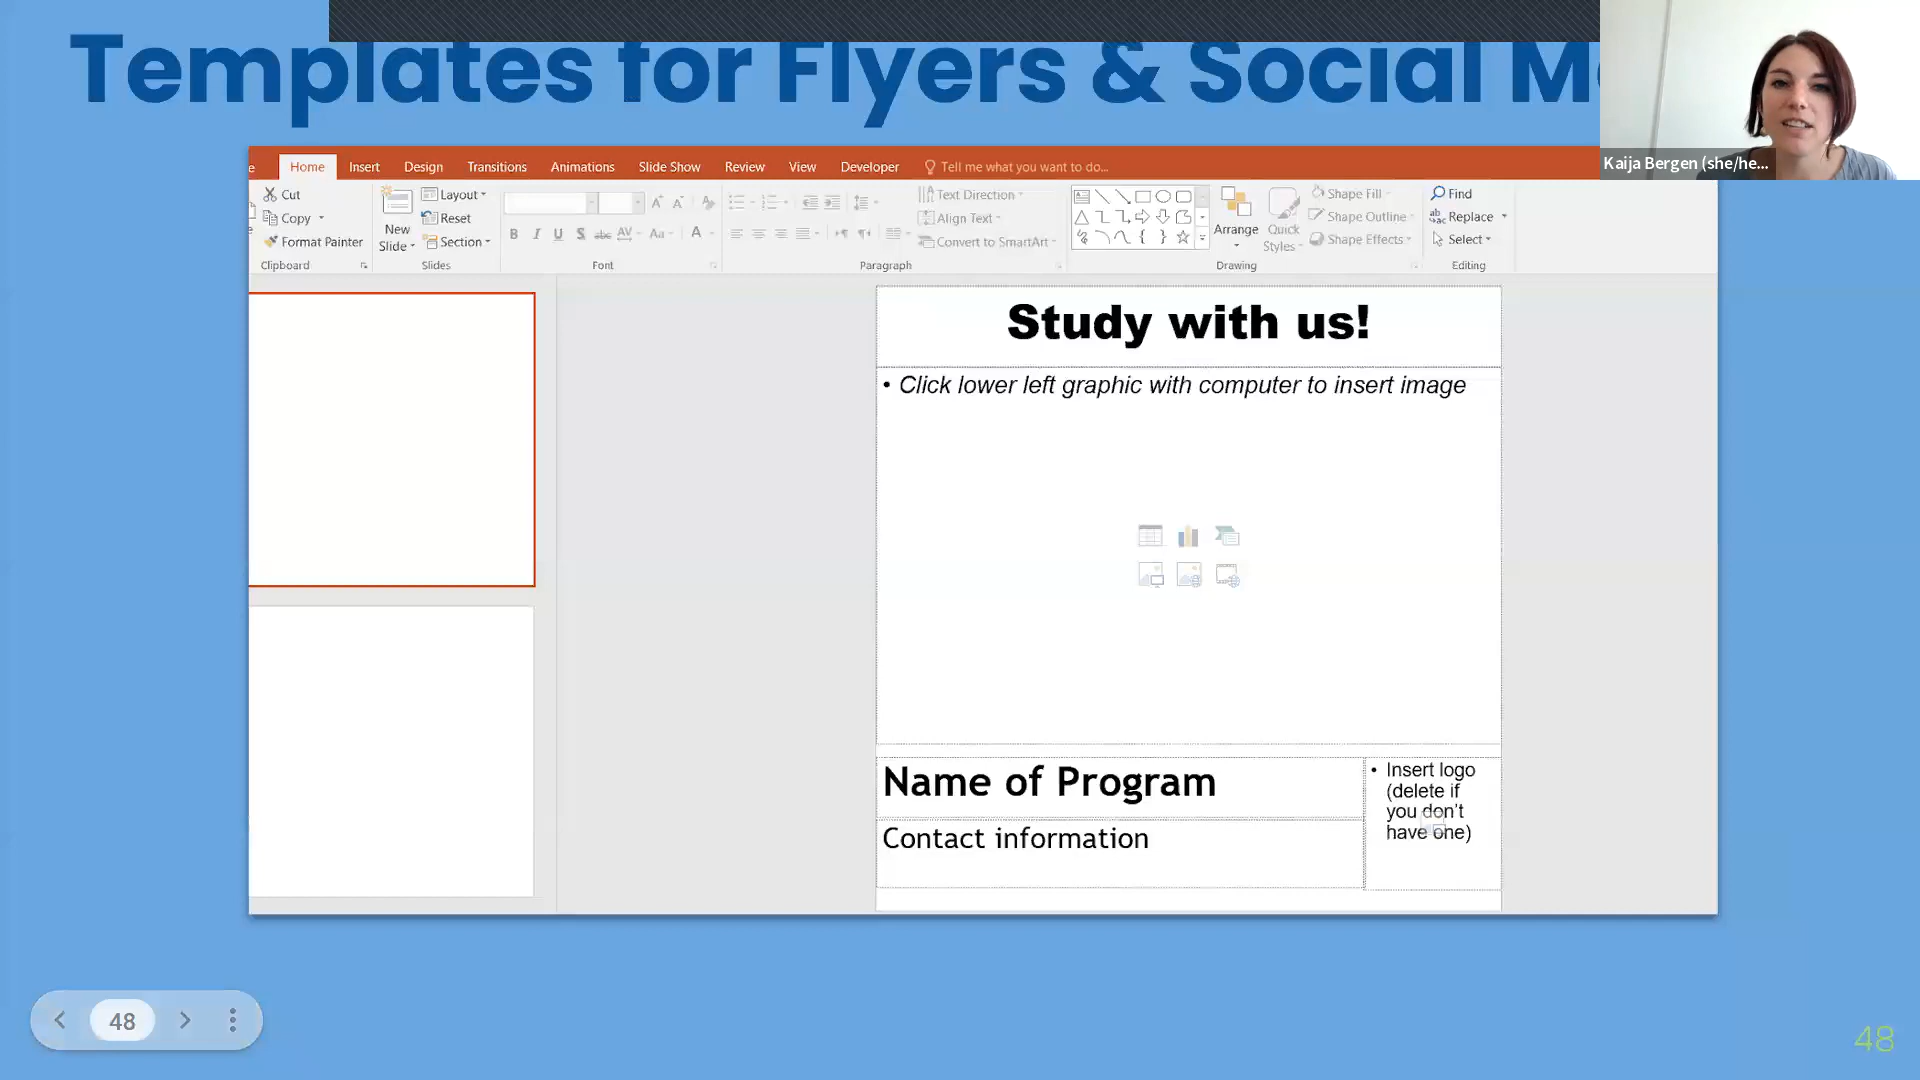 Templates for Flyers & Social M
Kaija Bergen (she/he...
Home Insert Design Transitions Animations Slide Show Review View Developer Tell me what you want to do...
Cut
Copy
Format Painter
Clipboard
New
Slide
Layout
Reset
Section
Slides
B I U S abc AV Aa A
Font
Text Direction
Align Text
Convert to SmartArt
Paragraph
Arrange
Quick
Styles
Shape Fill
Shape Outline
Shape Effects
Drawing
Find
Replace
Select
Editing
Study with us!
• Click lower left graphic with computer to insert image
Name of Program
Contact information
• Insert logo
(delete if
you don't
have one)
48
48